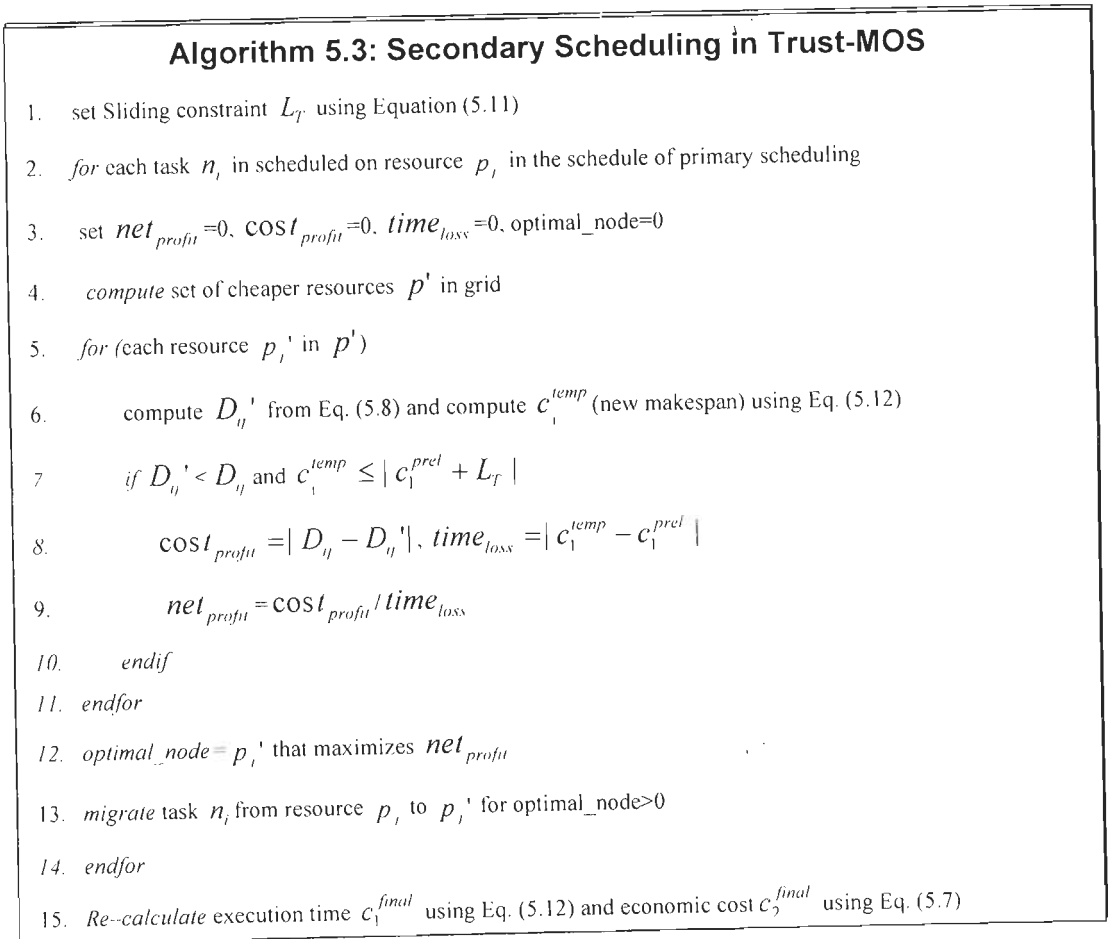 Algorithm 5.3: Secondary Scheduling in Trust-MOS
1. set Sliding constraint L_T using Equation (5.11)
2. for each task n_i in scheduled on resource p_j in the schedule of primary scheduling
3. set net_profit=0, cost_profit=0, time_loss=0, optimal_node=0
4. compute set of cheaper resources p' in grid
5. for (each resource p_j' in p')
6. compute D_ij' from Eq. (5.8) and compute c_1^temp (new makespan) using Eq. (5.12)
7 if D_ij' < D_ij and c_1^temp ≤ | c_1^prel + L_T |
8. cost_profit =| D_ij − D_ij'|, time_loss =| c_1^temp − c_1^prel |
9. net_profit = cost_profit / time_loss
10. endif
11. endfor
12. optimal_node= p_j' that maximizes net_profit
13. migrate task n_i from resource p_j to p_j' for optimal_node>0
14. endfor
15. Re--calculate execution time c_1^final using Eq. (5.12) and economic cost c_2^final using Eq. (5.7)